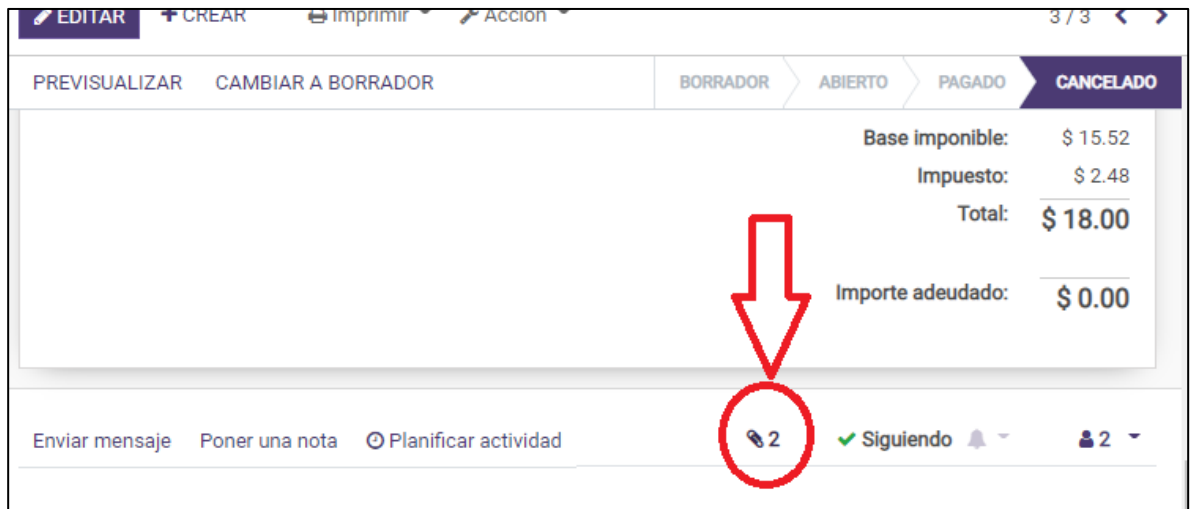 EDITAR CREAR Imprimir Acción 3 / 3
PREVISUALIZAR CAMBIAR A BORRADOR BORRADOR ABIERTO PAGADO CANCELADO
Base imponible: $ 15.52
Impuesto: $ 2.48
Total: $ 18.00
Importe adeudado: $ 0.00
Enviar mensaje Poner una nota Planificar actividad 2 Siguiendo 2